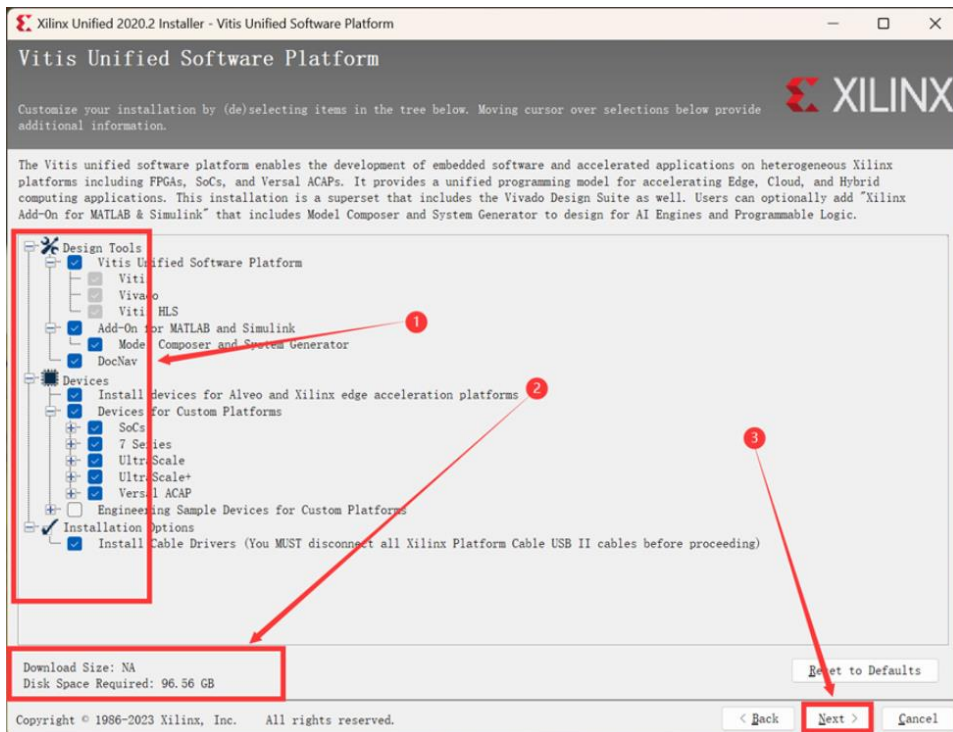 Xilinx Unified 2020.2 Installer - Vitis Unified Software Platform
Vitis Unified Software Platform
Customize your installation by (de)selecting items in the tree below. Moving cursor over selections below provide
additional information.
XILINX
The Vitis unified software platform enables the development of embedded software and accelerated applications on heterogeneous Xilinx
platforms including FPGAs, SoCs, and Versal ACAPs. It provides a unified programming model for accelerating Edge, Cloud, and Hybrid
computing applications. This installation is a superset that includes the Vivado Design Suite as well. Users can optionally add "Xilinx
Add-On for MATLAB & Simulink" that includes Model Composer and System Generator to design for AI Engines and Programmable Logic.
Design Tools
Vitis Unified Software Platform
Vitis
Vivado
Vitis HLS
1
Add-On for MATLAB and Simulink
Model Composer and System Generator
DocNav
Devices
2
Install devices for Alveo and Xilinx edge acceleration platforms
Devices for Custom Platforms
SoCs
3
7 Series
UltraScale
UltraScale+
Versal ACAP
Engineering Sample Devices for Custom Platforms
Installation Options
Install Cable Drivers (You MUST disconnect all Xilinx Platform Cable USB II cables before proceeding)
Download Size: NA
Disk Space Required: 96.56 GB
Reset to Defaults
Copyright © 1986-2023 Xilinx, Inc. All rights reserved.
< Back
Next >
Cancel